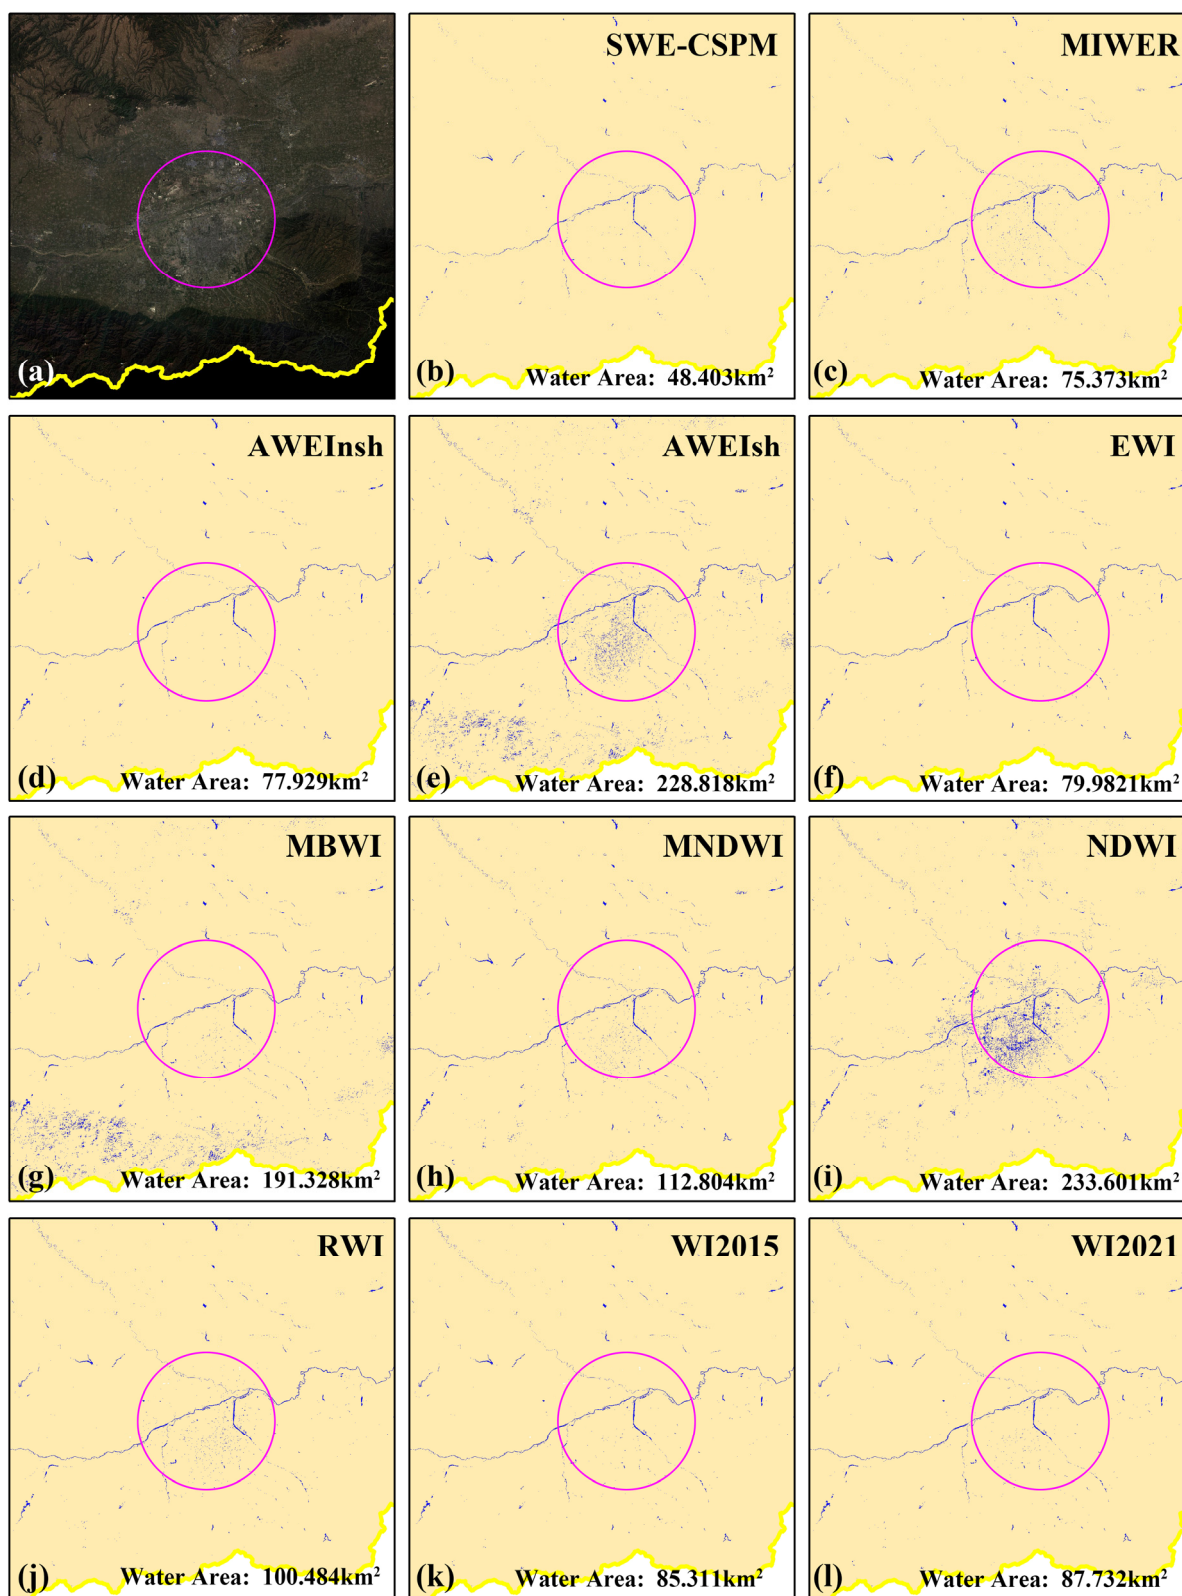 (a)
SWE-CSPM
(b)
Water Area: 48.403km²
MIWER
(c)
Water Area: 75.373km²
AWEInsh
(d)
Water Area: 77.929km²
AWEIsh
(e)
Water Area: 228.818km²
EWI
(f)
Water Area: 79.9821km²
MBWI
(g)
Water Area: 191.328km²
MNDWI
(h)
Water Area: 112.804km²
NDWI
(i)
Water Area: 233.601km²
RWI
(j)
Water Area: 100.484km²
WI2015
(k)
Water Area: 85.311km²
WI2021
(l)
Water Area: 87.732km²